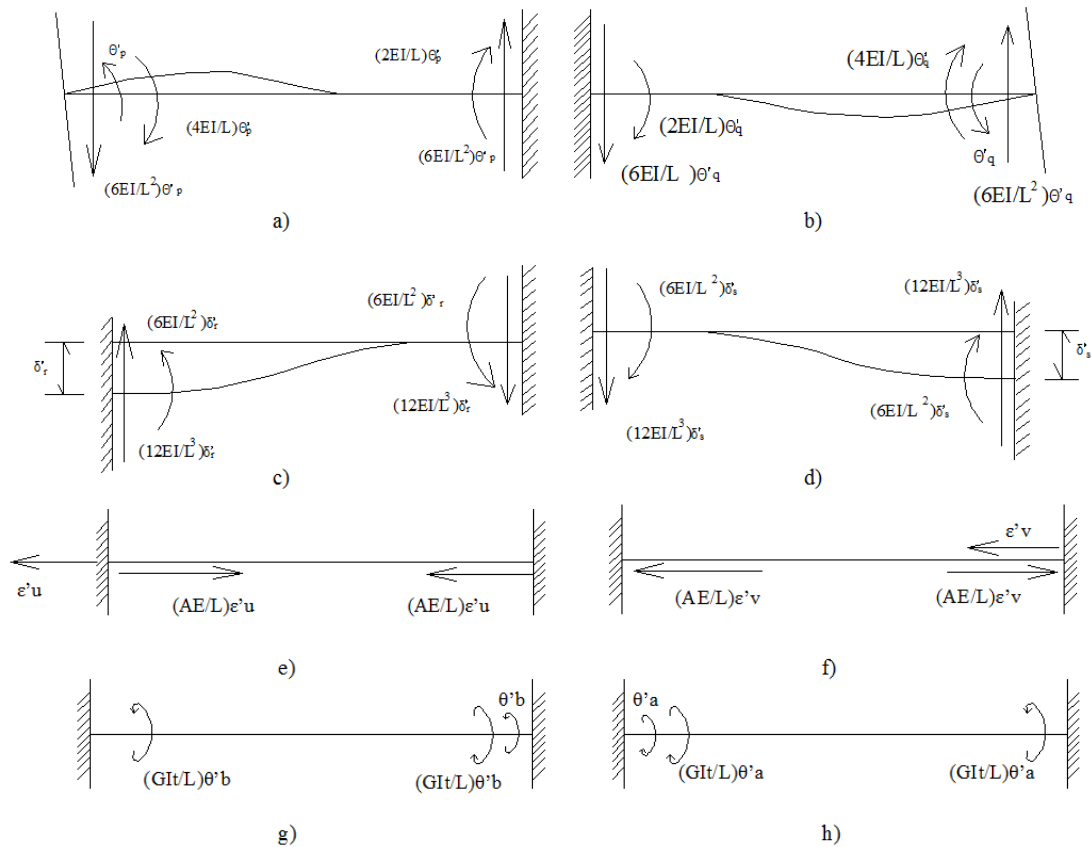 Θ'p
(4EI/L)Θ'p
(6EI/L²)Θ'p
(2EI/L)Θ'p
(6EI/L²)Θ'p
a)
(2EI/L)Θ'q
(6EI/L )Θ'q
(4EI/L)Θ'q
Θ'q
(6EI/L²)Θ'q
b)
δ'r
(6EI/L²)δ'r
(12EI/L³)δ'r
(6EI/L²)δ'r
(12EI/L³)δ'r
c)
(6EI/L²)δ's
(12EI/L³)δ's
(12EI/L³)δ's
(6EI/L²)δ's
δ's
d)
ε’u
(AE/L)ε’u
(AE/L)ε’u
e)
ε’v
(AE/L)ε’v
(AE/L)ε’v
f)
θ’b
(GIt/L)θ’b
(GIt/L)θ’b
g)
θ’a
(GIt/L)θ’a
(GIt/L)θ’a
h)